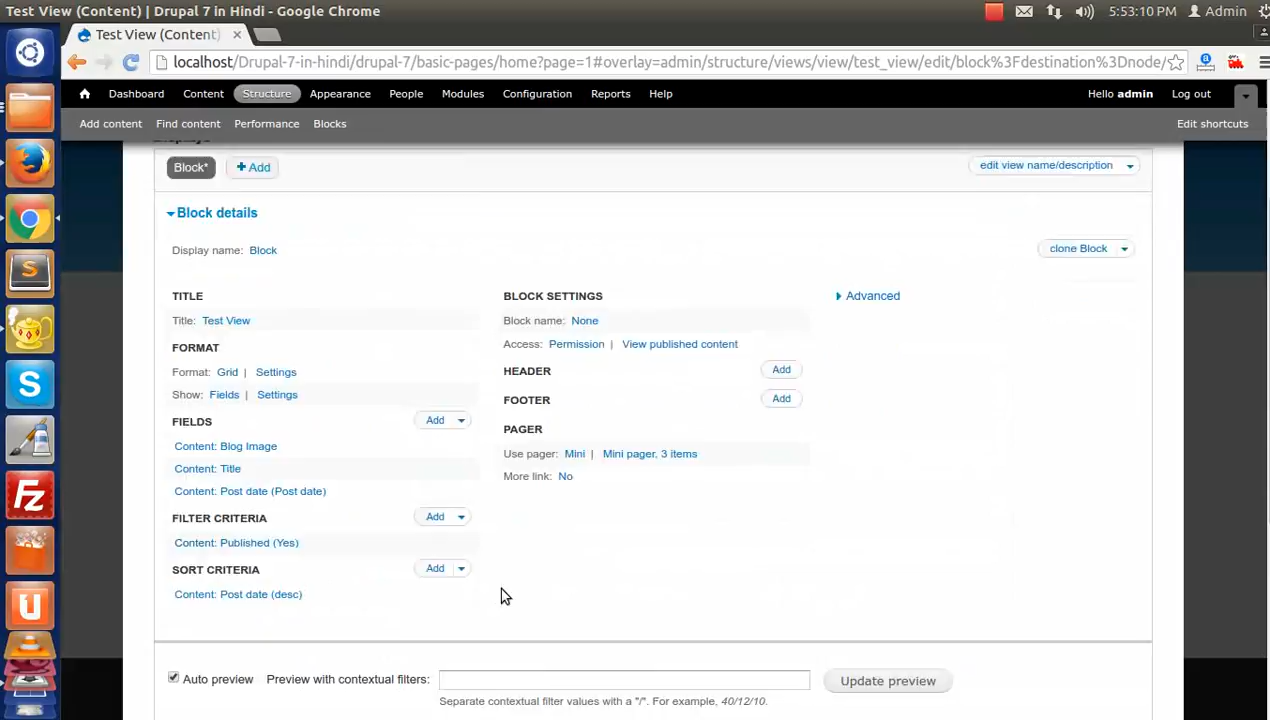 Test View (Content) | Drupal 7 in Hindi - Google Chrome
5:53:10 PM Admin
Test View (Content) ×
localhost/Drupal-7-in-hindi/drupal-7/basic-pages/home?page=1#overlay=admin/structure/views/view/test_view/edit/block%3Fdestination%3Dnode/
Dashboard Content Structure Appearance People Modules Configuration Reports Help Hello admin Log out
Add content Find content Performance Blocks Edit shortcuts
Block* + Add edit view name/description
Block details
Display name: Block clone Block
TITLE
Title: Test View
FORMAT
Format: Grid | Settings
Show: Fields | Settings
FIELDS Add
Content: Blog Image
Content: Title
Content: Post date (Post date)
FILTER CRITERIA Add
Content: Published (Yes)
SORT CRITERIA Add
Content: Post date (desc)
BLOCK SETTINGS
Block name: None
Access: Permission | View published content
HEADER Add
FOOTER Add
PAGER
Use pager: Mini | Mini pager, 3 items
More link: No
Advanced
Auto preview Preview with contextual filters: Update preview
Separate contextual filter values with a "/". For example, 40/12/10.